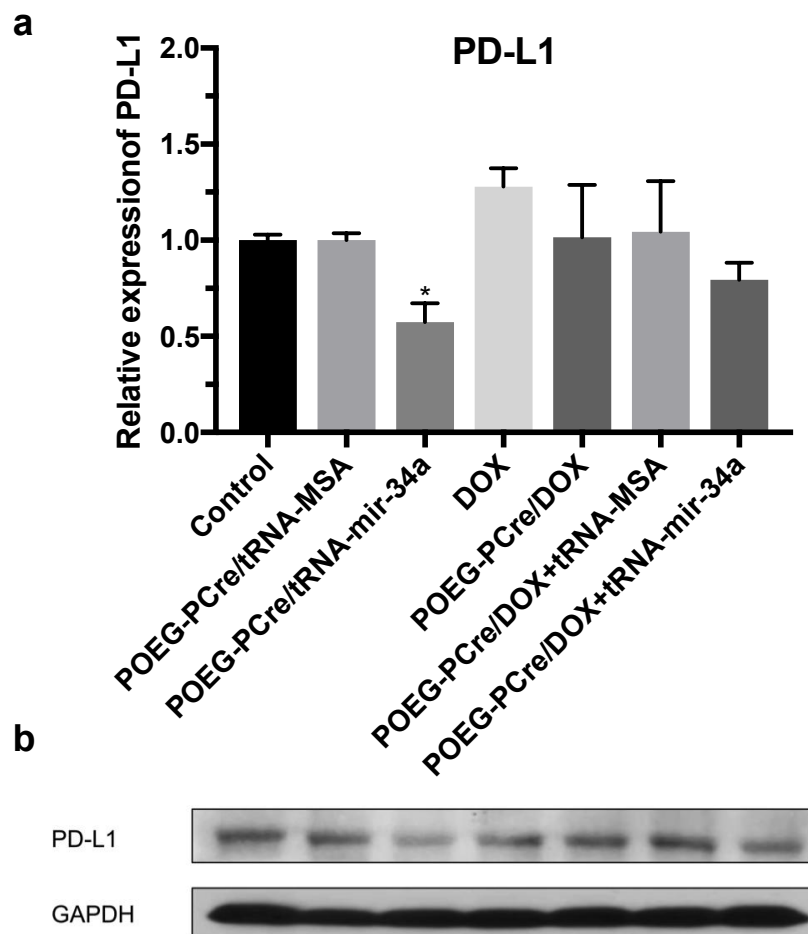 a
PD-L1
Relative expressionof PD-L1
2.0
1.5
1.0
0.5
0.0
*
Control
POEG-PCre/tRNA-MSA
POEG-PCre/tRNA-mir-34a
DOX
POEG-PCre/DOX
POEG-PCre/DOX+tRNA-MSA
POEG-PCre/DOX+tRNA-mir-34a
b
PD-L1
GAPDH